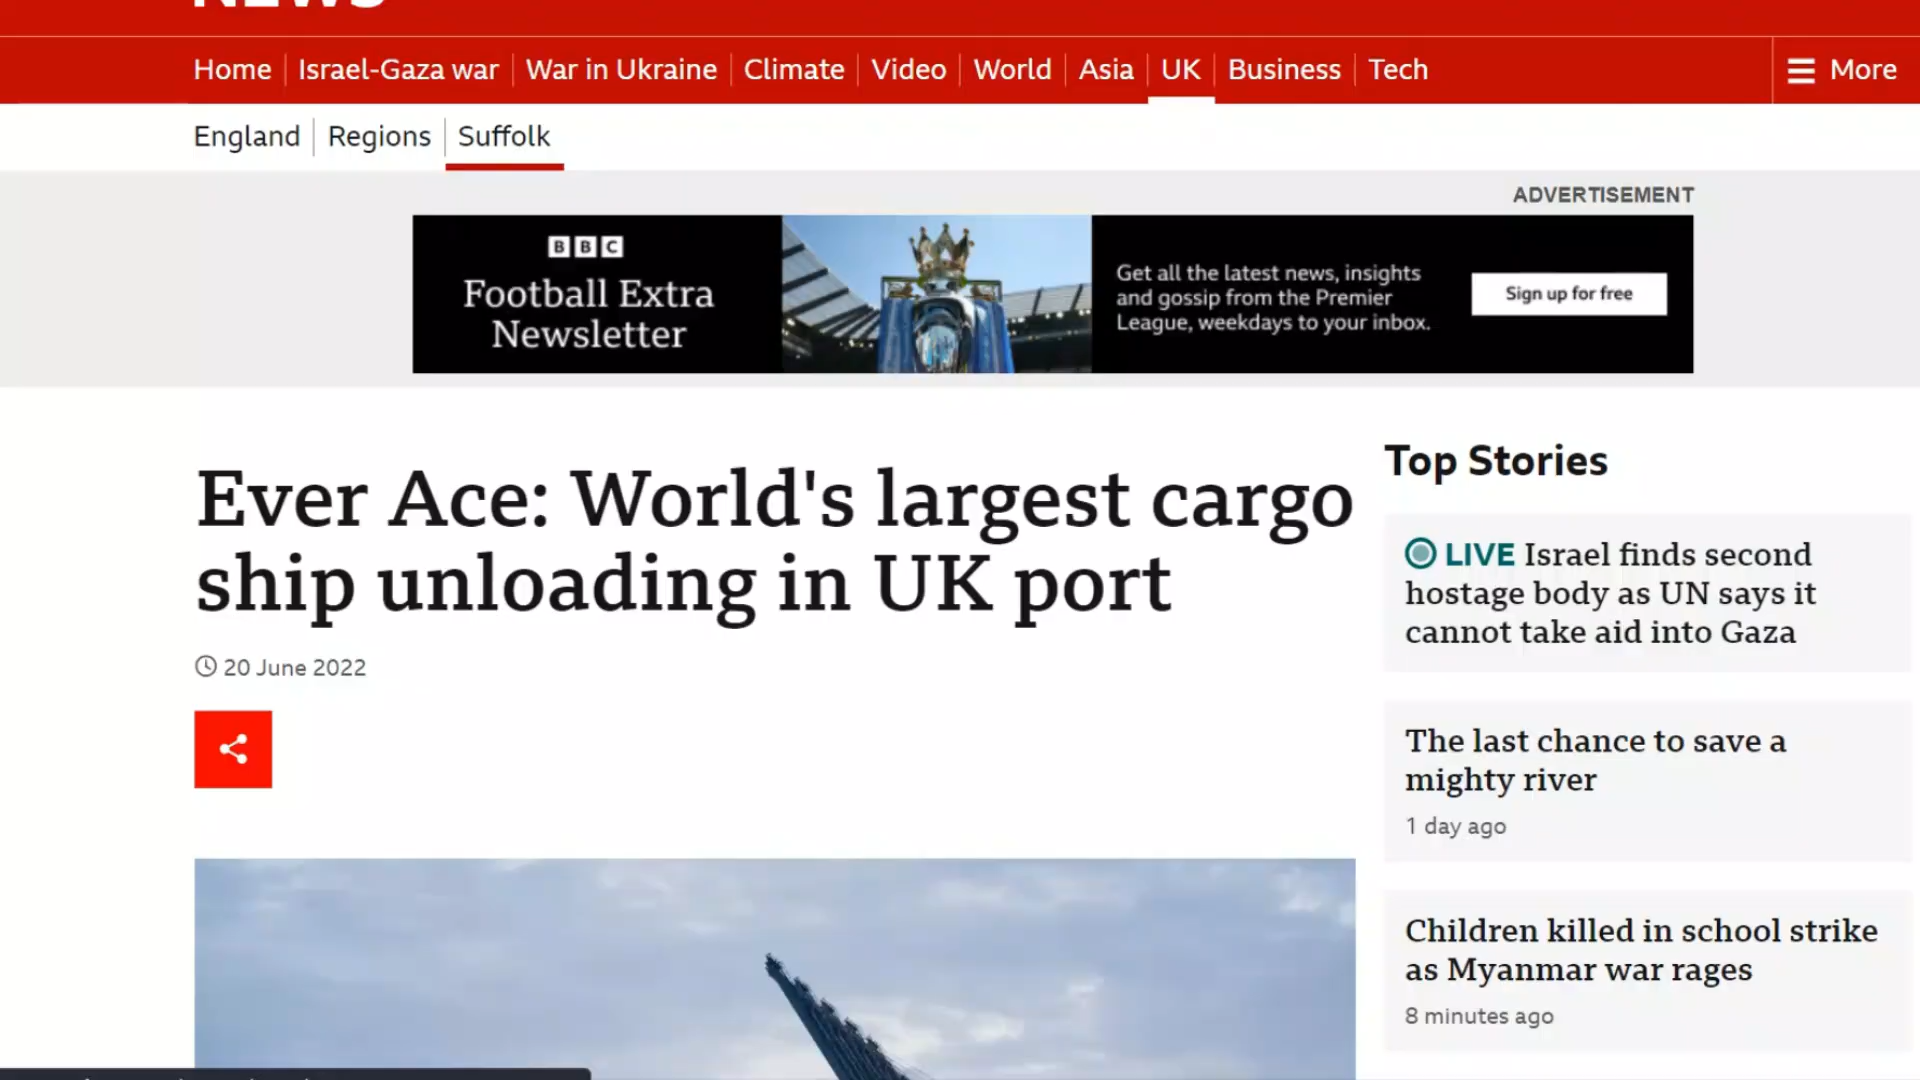 NEWS
Home
Israel-Gaza war
War in Ukraine
Climate
Video
World
Asia
UK
Business
Tech
More
England
Regions
Suffolk
ADVERTISEMENT
BBC
Football Extra
Newsletter
Get all the latest news, insights
and gossip from the Premier
League, weekdays to your inbox.
Sign up for free
Ever Ace: World's largest cargo
ship unloading in UK port
20 June 2022
Top Stories
LIVE Israel finds second
hostage body as UN says it
cannot take aid into Gaza
The last chance to save a
mighty river
1 day ago
Children killed in school strike
as Myanmar war rages
8 minutes ago